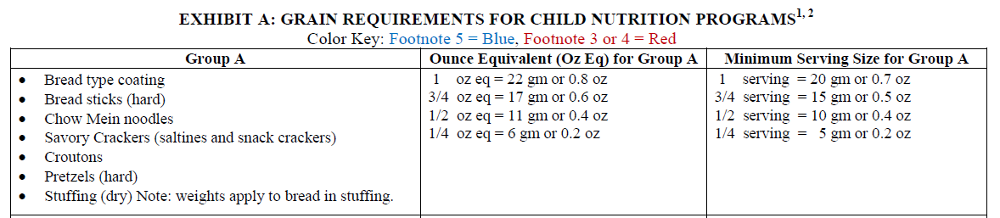 EXHIBIT A: GRAIN REQUIREMENTS FOR CHILD NUTRITION PROGRAMS1, 2
Color Key: Footnote 5 = Blue, Footnote 3 or 4 = Red
Group A
Ounce Equivalent (Oz Eq) for Group A
Minimum Serving Size for Group A
• Bread type coating
• Bread sticks (hard)
• Chow Mein noodles
• Savory Crackers (saltines and snack crackers)
• Croutons
• Pretzels (hard)
• Stuffing (dry) Note: weights apply to bread in stuffing.
1 oz eq = 22 gm or 0.8 oz
3/4 oz eq = 17 gm or 0.6 oz
1/2 oz eq = 11 gm or 0.4 oz
1/4 oz eq = 6 gm or 0.2 oz
1 serving = 20 gm or 0.7 oz
3/4 serving = 15 gm or 0.5 oz
1/2 serving = 10 gm or 0.4 oz
1/4 serving = 5 gm or 0.2 oz